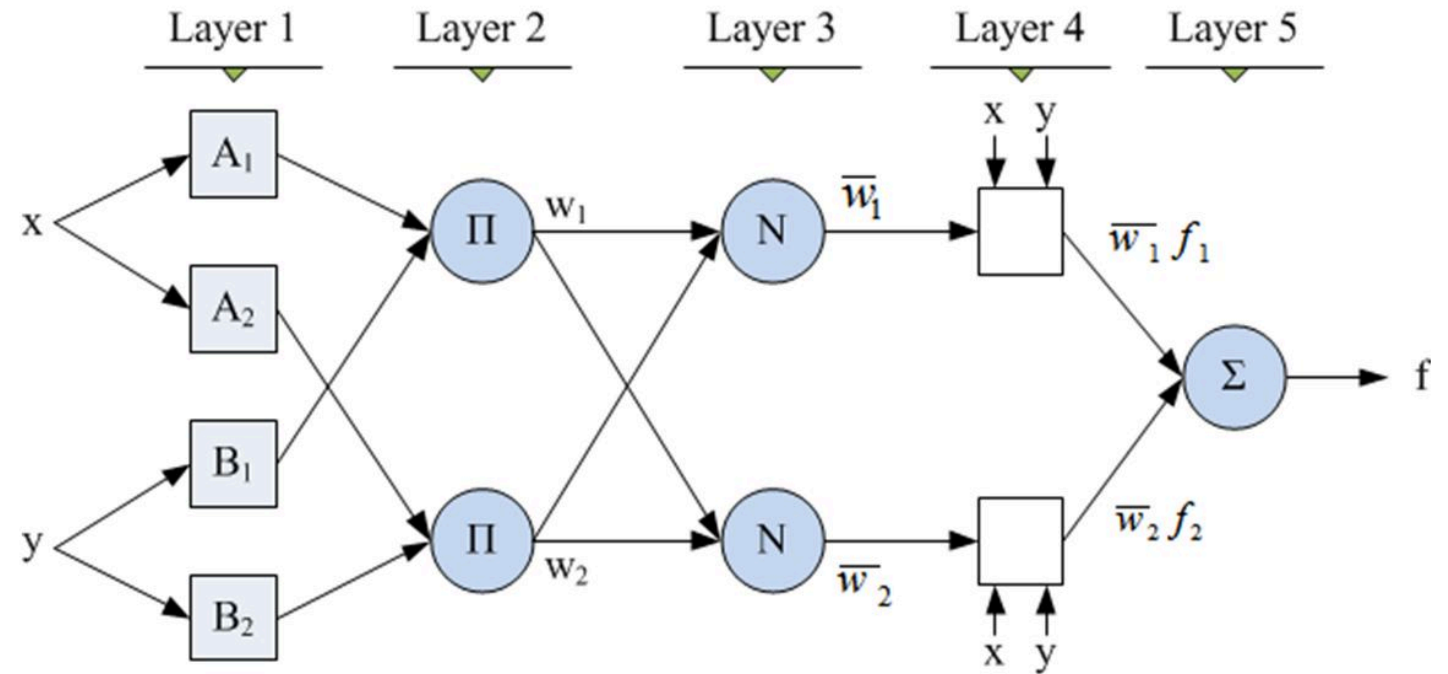 Layer 1 Layer 2 Layer 3 Layer 4 Layer 5
x y
A₁
w₁ w̅₁
Π N w̅₁ f₁
x
A₂
Σ f
B₁
w̅₂ f₂
y Π N
w₂ w̅₂
B₂
x y